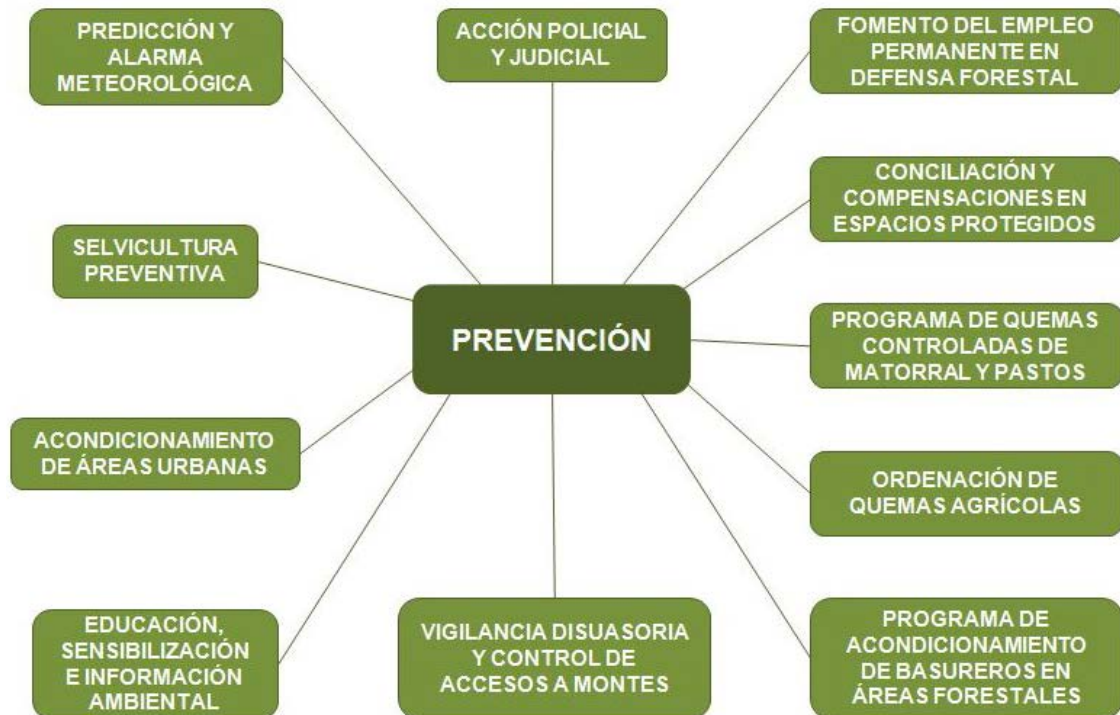 PREDICCIÓN Y
ALARMA
METEOROLÓGICA
ACCIÓN POLICIAL
Y JUDICIAL
FOMENTO DEL EMPLEO
PERMANENTE EN
DEFENSA FORESTAL
CONCILIACIÓN Y
COMPENSACIONES EN
ESPACIOS PROTEGIDOS
SELVICULTURA
PREVENTIVA
PREVENCIÓN
PROGRAMA DE QUEMAS
CONTROLADAS DE
MATORRAL Y PASTOS
ACONDICIONAMIENTO
DE ÁREAS URBANAS
ORDENACIÓN DE
QUEMAS AGRÍCOLAS
EDUCACIÓN,
SENSIBILIZACIÓN
E INFORMACIÓN
AMBIENTAL
VIGILANCIA DISUASORIA
Y CONTROL DE
ACCESOS A MONTES
PROGRAMA DE
ACONDICIONAMIENTO
DE BASUREROS EN
ÁREAS FORESTALES